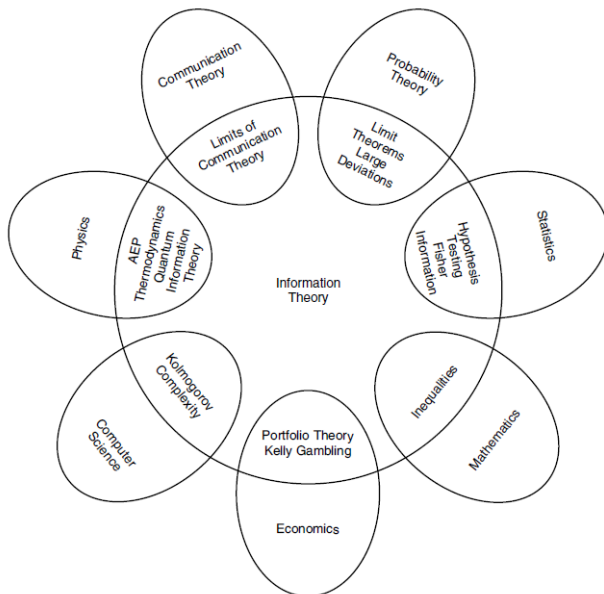 Communication
Theory
Probability
Theory
Limits of
Communication
Theory
Limit
Theorems
Large
Deviations
Physics
AEP
Thermodynamics
Quantum
Information
Theory
Hypothesis
Testing
Fisher
Information
Statistics
Information
Theory
Computer
Science
Kolmogorov
Complexity
Portfolio Theory
Kelly Gambling
Inequalities
Mathematics
Economics